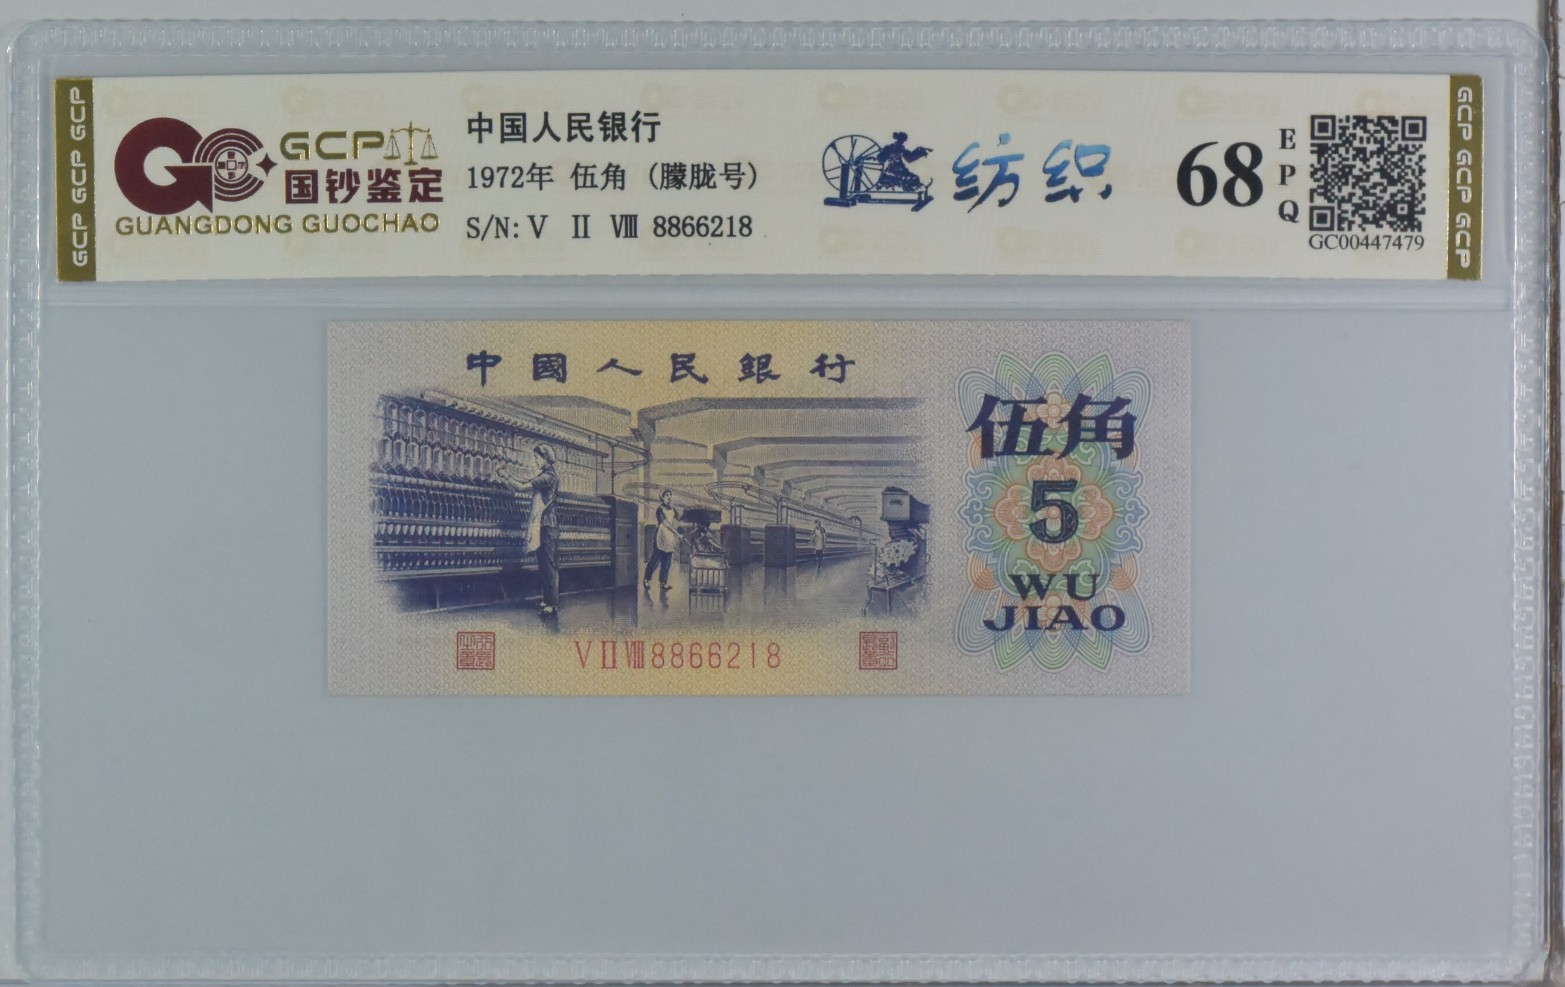 GCP GCP GCP
GCP
国钞鉴定
GUANGDONG GUOCHAO
中国人民银行
1972年 伍角 (朦胧号)
S/N: V Ⅱ Ⅷ 8866218
纺织
68
EPQ
GC00447479
GCP GCP GCP
中國人民銀行
伍角
5
WU
JIAO
VⅡⅧ8866218